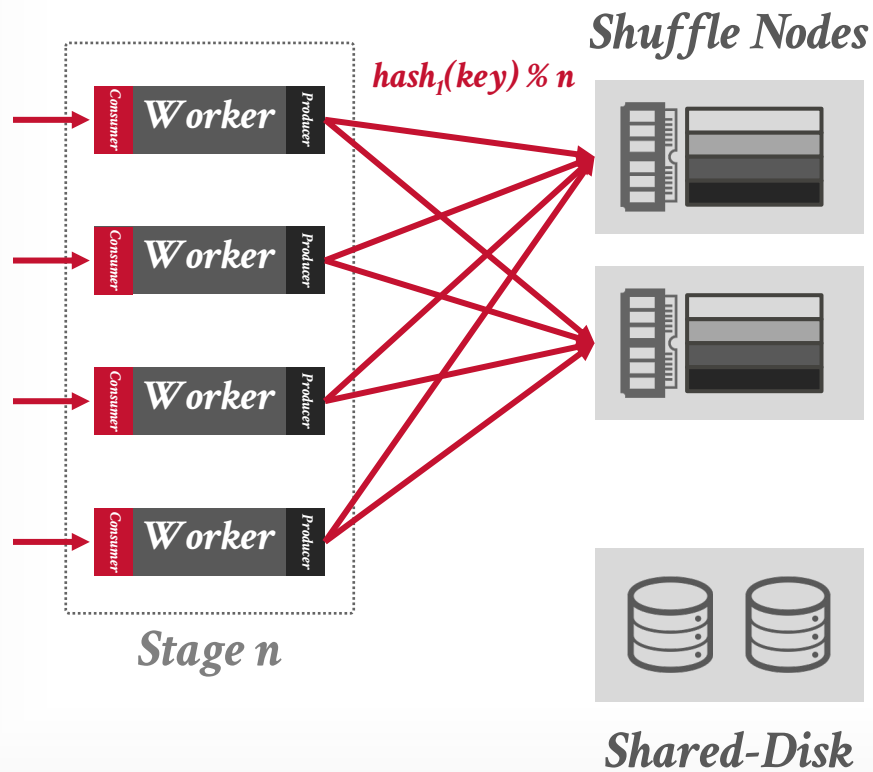 Shuffle Nodes
hash₁(key) % n
Consumer
Worker
Producer
Consumer
Worker
Producer
Consumer
Worker
Producer
Consumer
Worker
Producer
Stage n
Shared-Disk